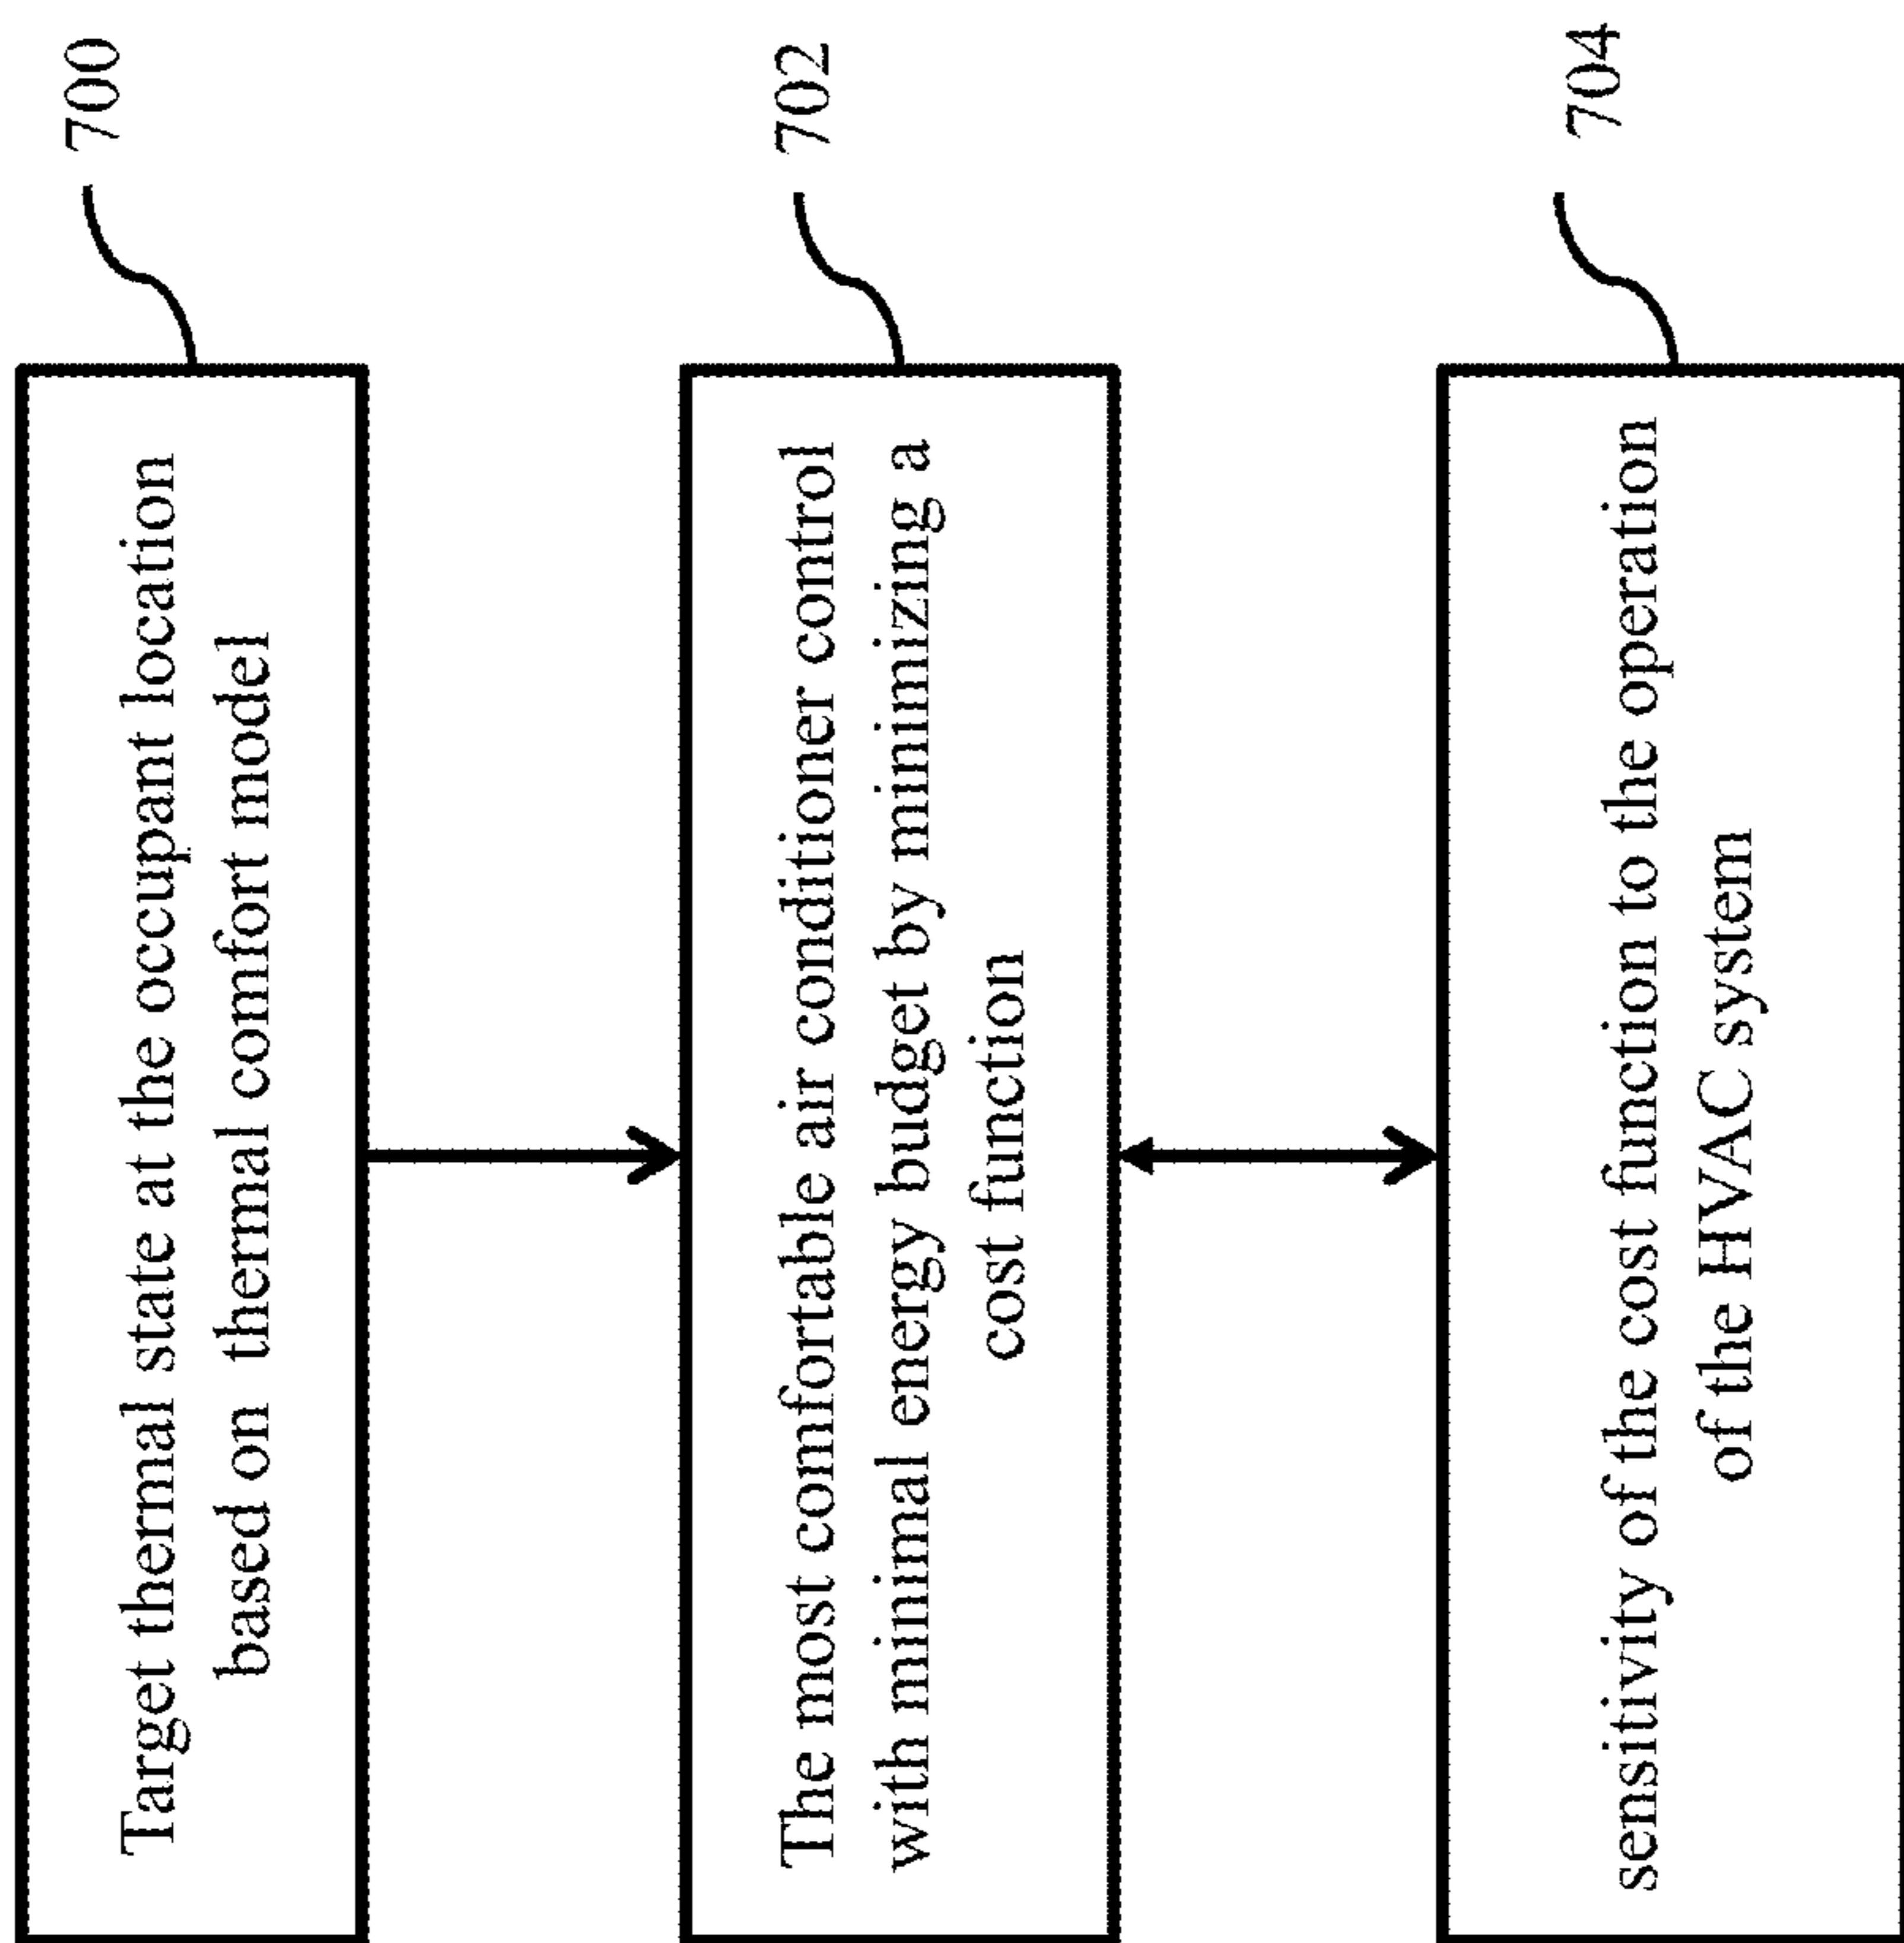 700
Target thermal state at the occupant location
based on thermal comfort model
702
The most comfortable air conditioner control
with minimal energy budget by minimizing a
cost function
704
sensitivity of the cost function to the operation
of the HVAC system